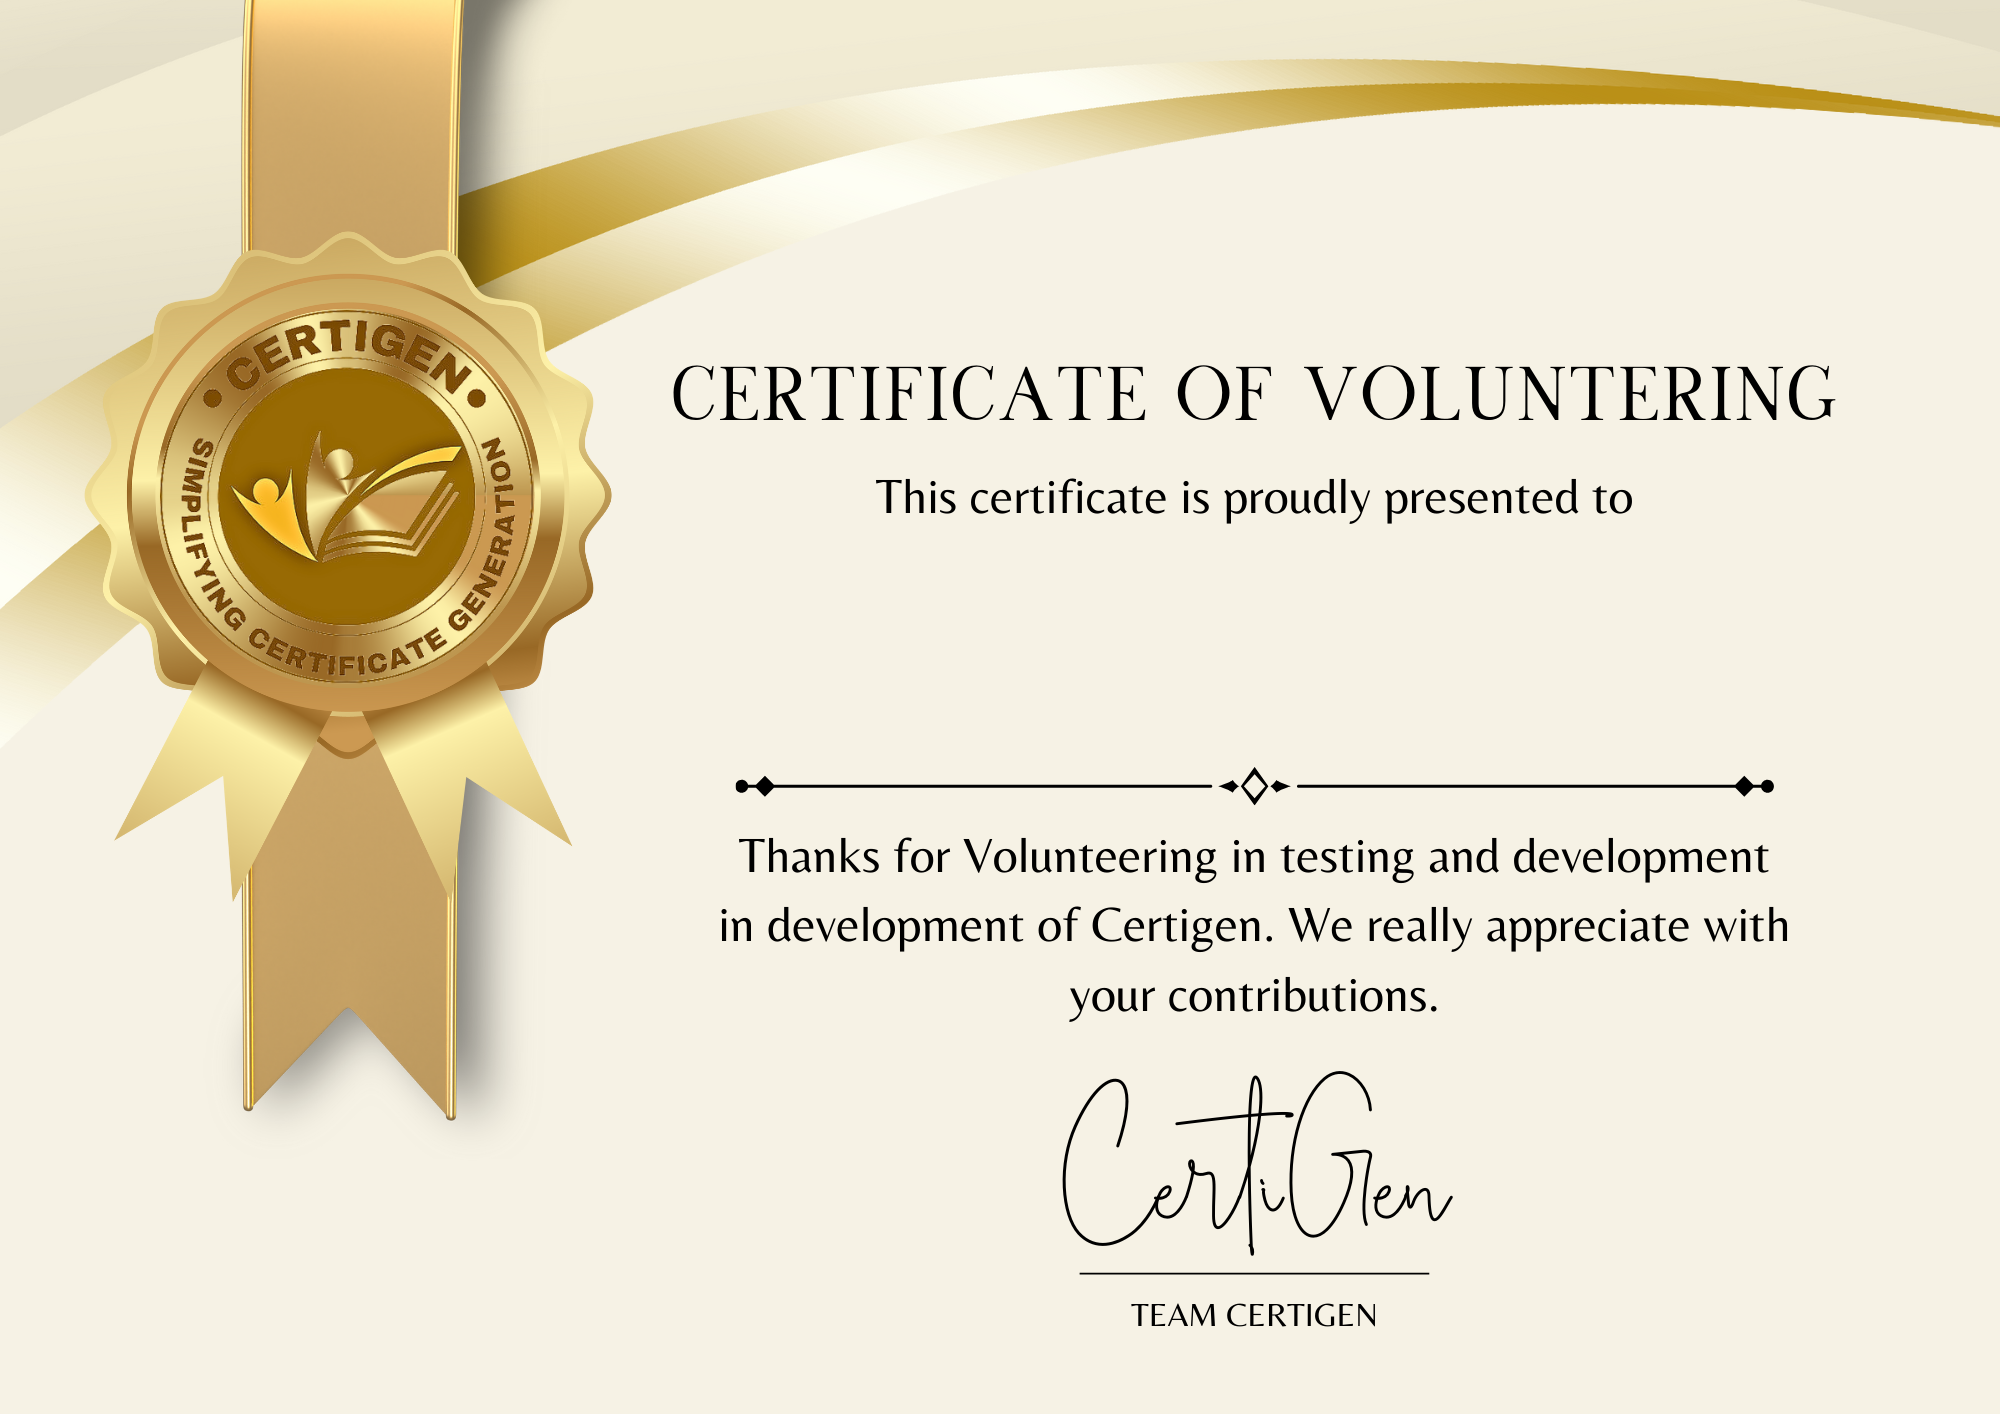 CERTIGEN
SIMPLIFYING CERTIFICATE GENERATION
CERTIFICATE OF VOLUNTERING
This certificate is proudly presented to
Thanks for Volunteering in testing and development
in development of Certigen. We really appreciate with
your contributions.
CertiGen
TEAM CERTIGEN